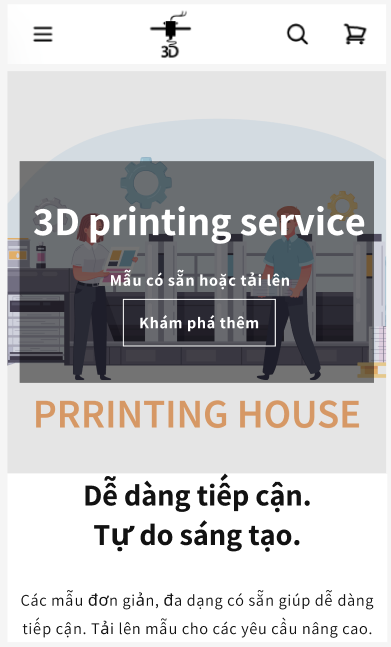 3D
3D printing service
Mẫu có sẵn hoặc tải lên
Khám phá thêm
PRRINTING HOUSE
Dễ dàng tiếp cận.
Tự do sáng tạo.
Các mẫu đơn giản, đa dạng có sẵn giúp dễ dàng
tiếp cận. Tải lên mẫu cho các yêu cầu nâng cao.